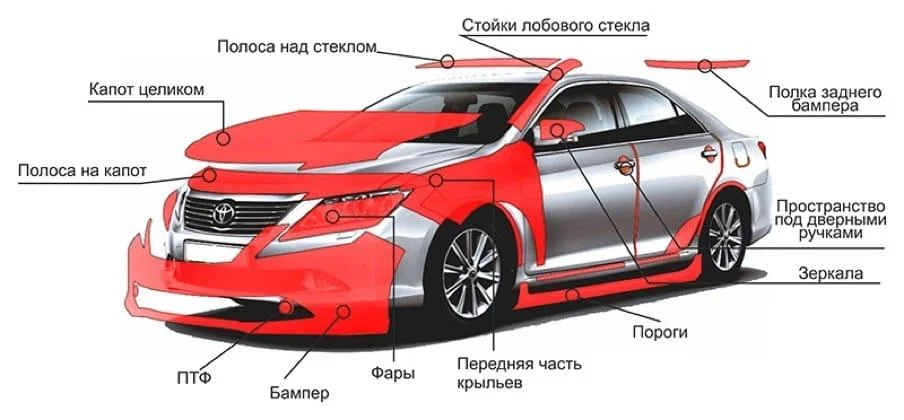 Стойки лобового стекла
Полоса над стеклом
Капот целиком
Полка заднего
бампера
Полоса на капот
Пространство
под дверными
ручками
Зеркала
Пороги
Передняя часть
крыльев
Фары
ПТФ
Бампер